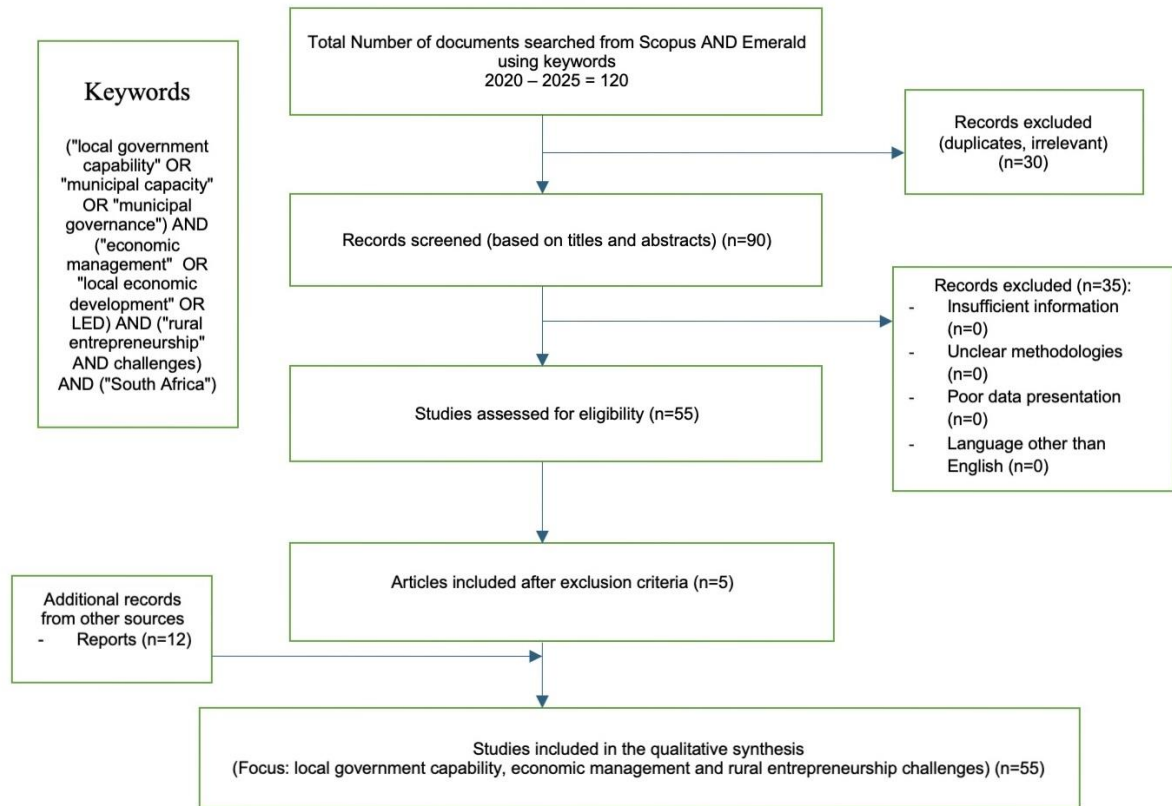 Total Number of documents searched from Scopus AND Emerald
using keywords
2020 – 2025 = 120
Keywords
("local government
capability" OR
"municipal capacity"
OR "municipal
governance") AND
("economic
management" OR
"local economic
development" OR
LED) AND ("rural
entrepreneurship"
AND challenges)
AND ("South Africa")
Records excluded
(duplicates, irrelevant)
(n=30)
Records screened (based on titles and abstracts) (n=90)
Records excluded (n=35):
- Insufficient information
(n=0)
- Unclear methodologies
(n=0)
- Poor data presentation
(n=0)
- Language other than
English (n=0)
Studies assessed for eligibility (n=55)
Articles included after exclusion criteria (n=5)
Additional records
from other sources
- Reports (n=12)
Studies included in the qualitative synthesis
(Focus: local government capability, economic management and rural entrepreneurship challenges) (n=55)